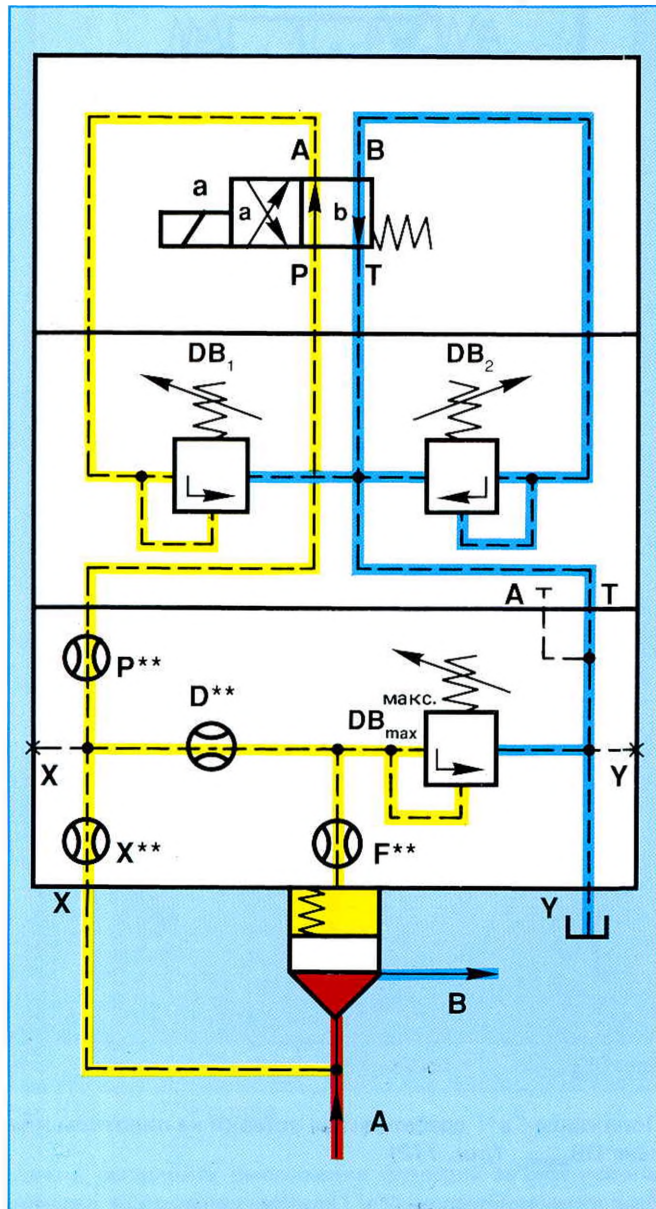 A B
a
a b
P T
DB1 DB2
A T
P**
D** макс.
DBmax
X Y
X** F**
X Y
B
A